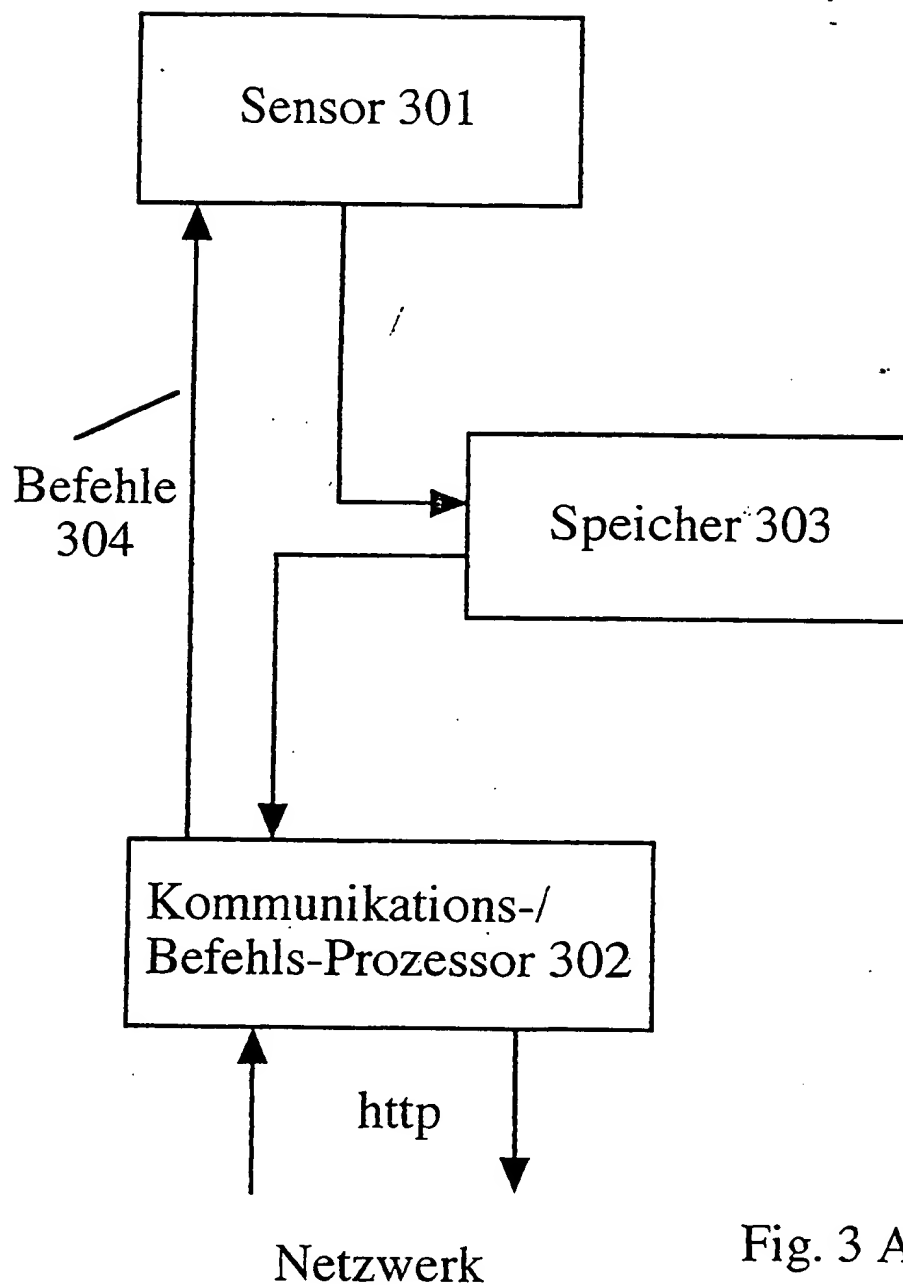 Sensor 301
Befehle
304
Speicher 303
Kommunikations-/
Befehls-Prozessor 302
http
Netzwerk
Fig. 3 A